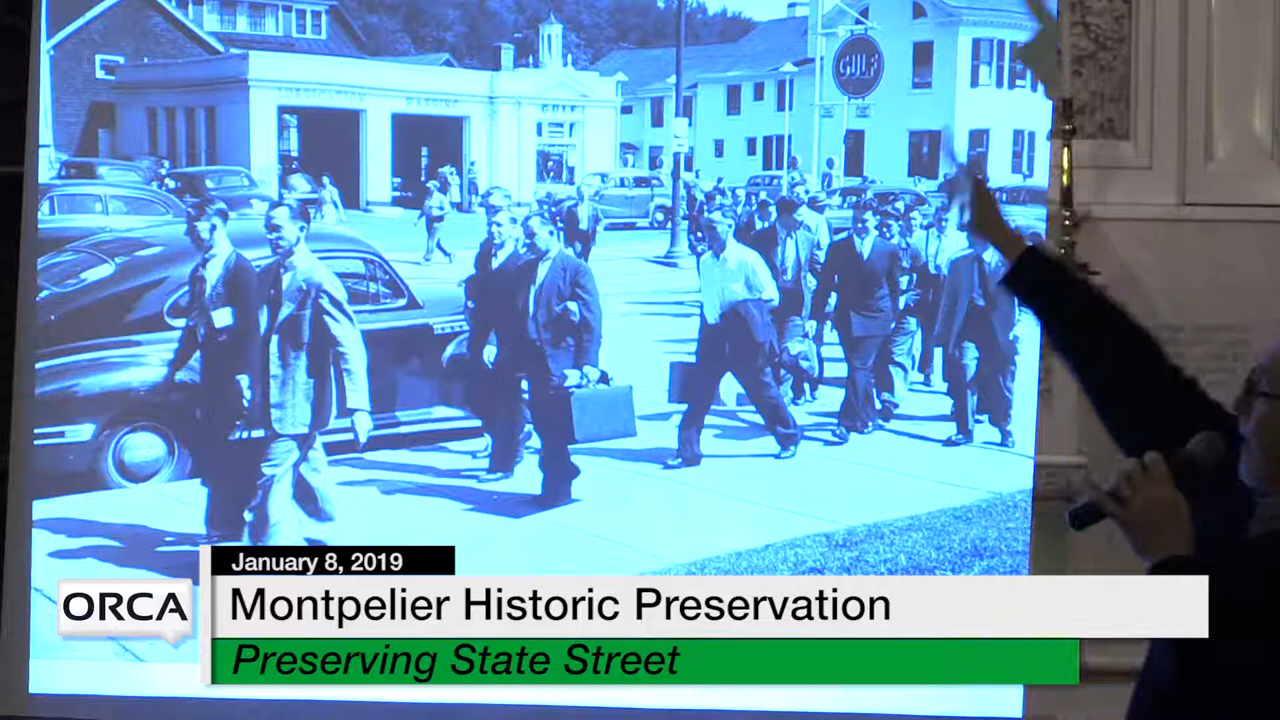 GULF
January 8, 2019
ORCA
Montpelier Historic Preservation
Preserving State Street